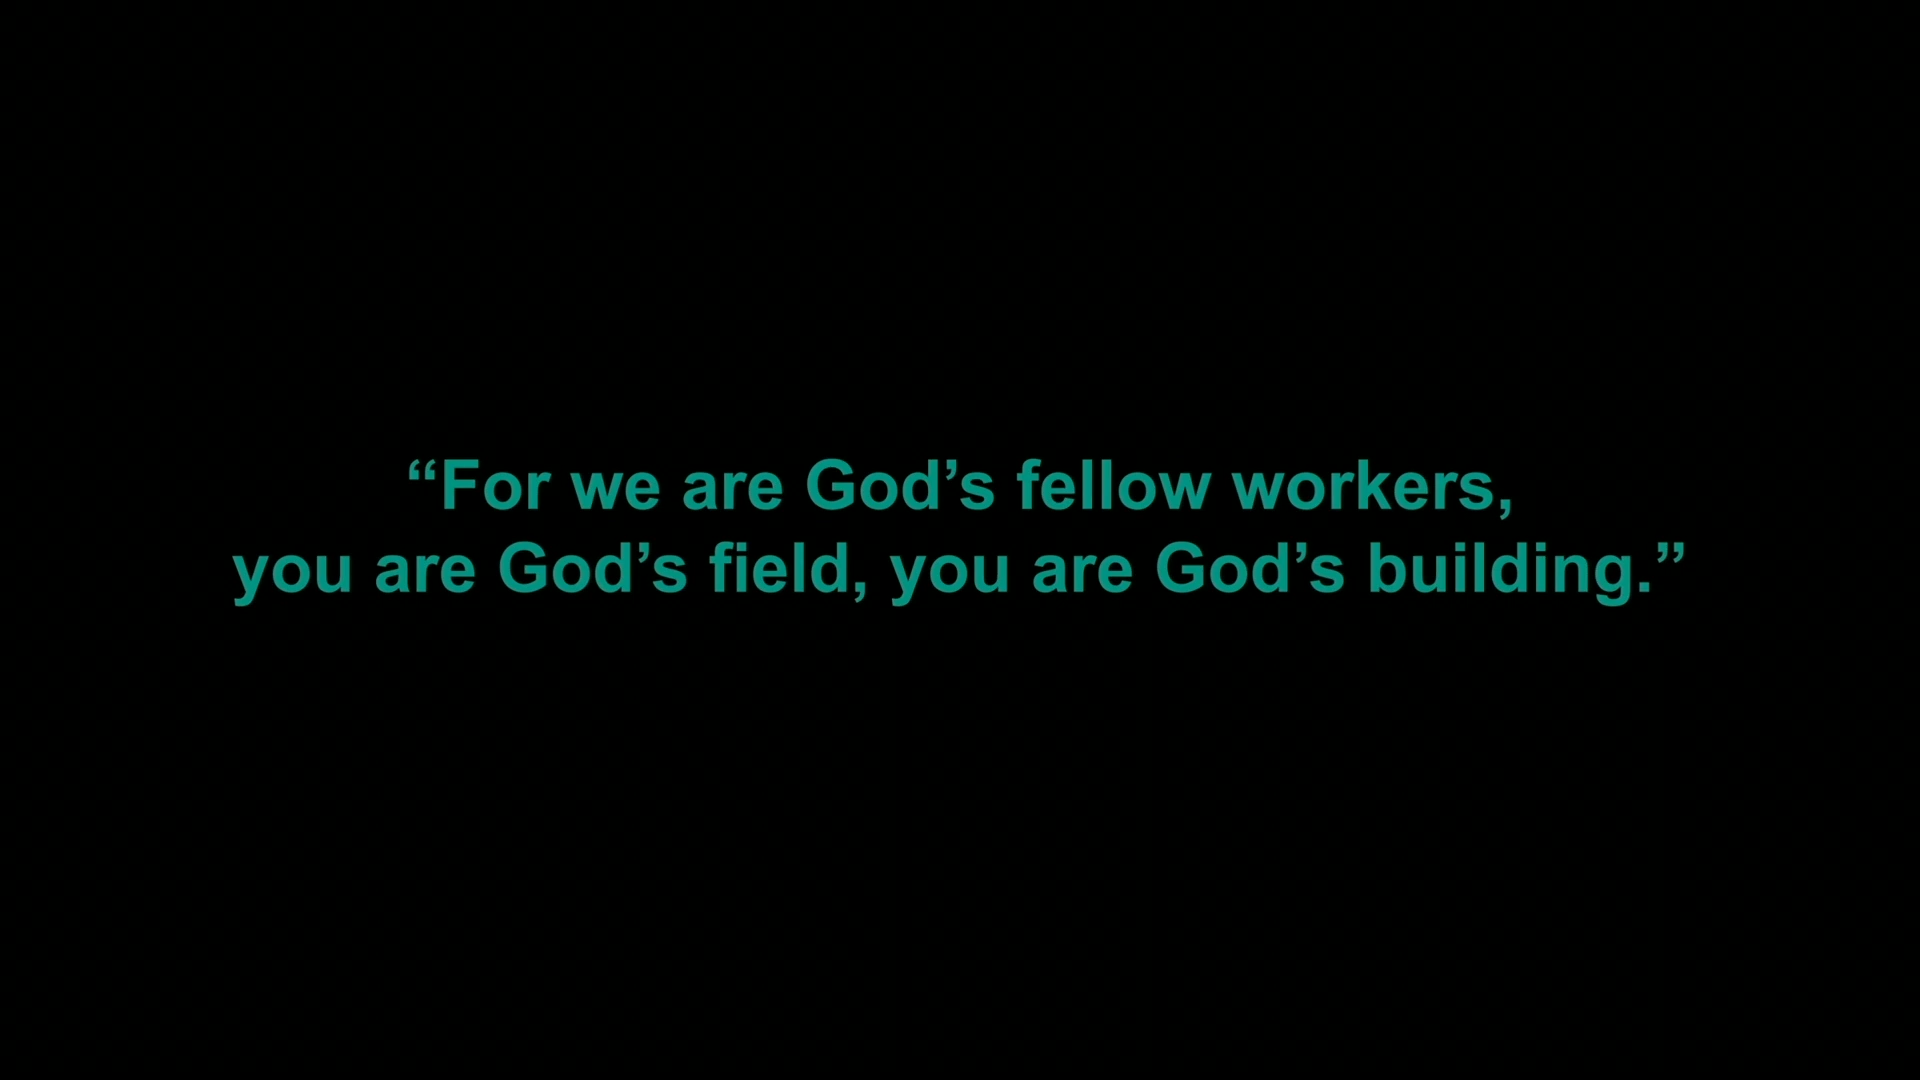 “For we are God’s fellow workers,
you are God’s field, you are God’s building.”